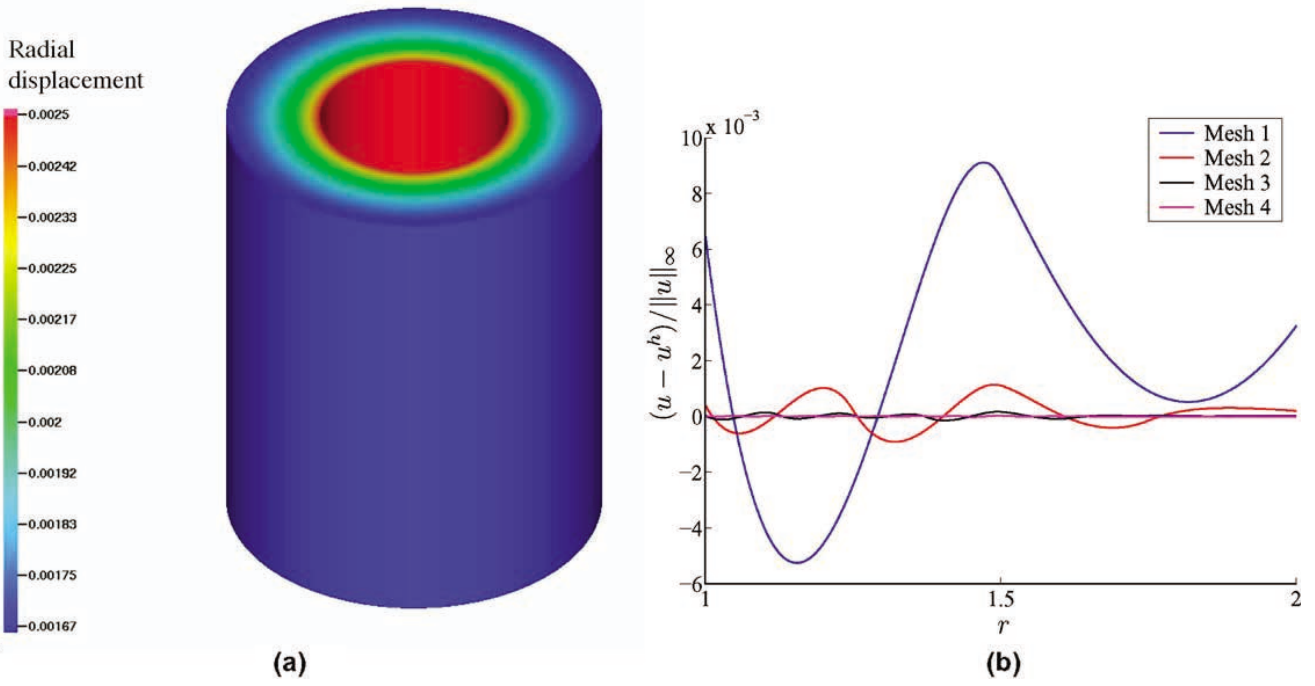 Radial
displacement
0.0025
0.00242
0.00233
0.00225
0.00217
0.00208
0.002
0.00192
0.00183
0.00175
0.00167
(a)
10 x 10⁻³
8
6
4
2
0
−2
−4
−6
1
1.5
2
r
(u − uʰ)/||u||∞
Mesh 1
Mesh 2
Mesh 3
Mesh 4
(b)